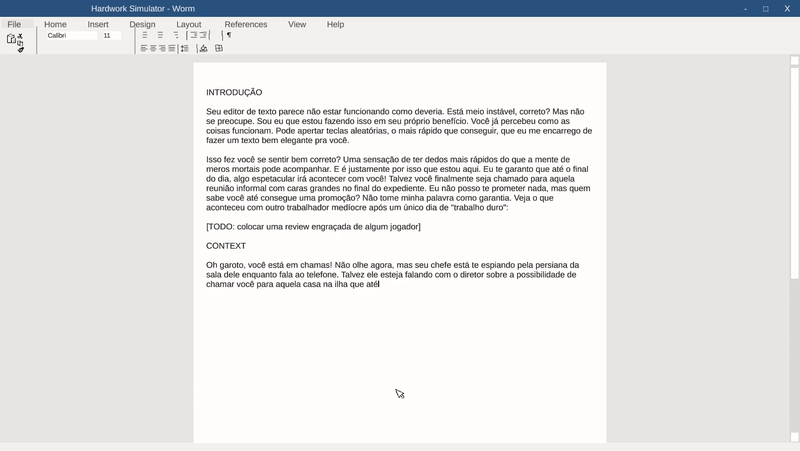 Hardwork Simulator - Worm
- □ X
File Home Insert Design Layout References View Help
Calibri 11
INTRODUÇÃO
Seu editor de texto parece não estar funcionando como deveria. Está meio instável, correto? Mas não
se preocupe. Sou eu que estou fazendo isso em seu próprio benefício. Você já percebeu como as
coisas funcionam. Pode apertar teclas aleatórias, o mais rápido que conseguir, que eu me encarrego de
fazer um texto bem elegante pra você.
Isso fez você se sentir bem correto? Uma sensação de ter dedos mais rápidos do que a mente de
meros mortais pode acompanhar. E é justamente por isso que estou aqui. Eu te garanto que até o final
do dia, algo espetacular irá acontecer com você! Talvez você finalmente seja chamado para aquela
reunião informal com caras grandes no final do expediente. Eu não posso te prometer nada, mas quem
sabe você até consegue uma promoção? Não tome minha palavra como garantia. Veja o que
aconteceu com outro trabalhador medíocre após um único dia de "trabalho duro":
[TODO: colocar uma review engraçada de algum jogador]
CONTEXT
Oh garoto, você está em chamas! Não olhe agora, mas seu chefe está te espiando pela persiana da
sala dele enquanto fala ao telefone. Talvez ele esteja falando com o diretor sobre a possibilidade de
chamar você para aquela casa na ilha que até